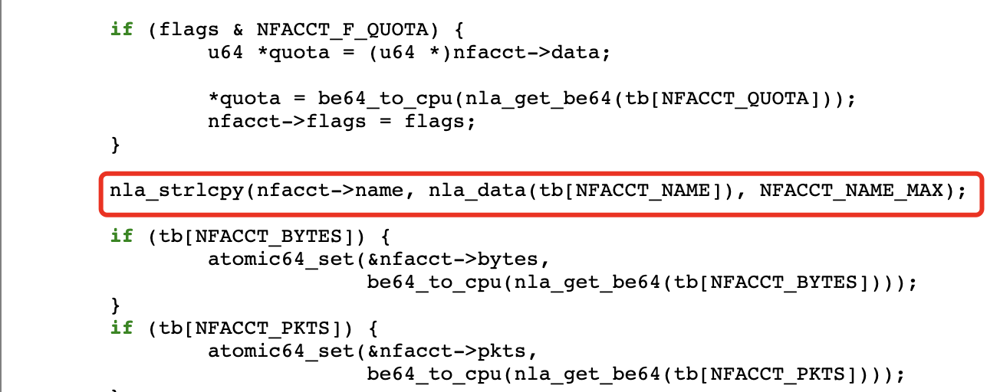 if (flags & NFACCT_F_QUOTA) {
u64 *quota = (u64 *)nfacct->data;
*quota = be64_to_cpu(nla_get_be64(tb[NFACCT_QUOTA]));
nfacct->flags = flags;
}
nla_strlcpy(nfacct->name, nla_data(tb[NFACCT_NAME]), NFACCT_NAME_MAX);
if (tb[NFACCT_BYTES]) {
atomic64_set(&nfacct->bytes,
be64_to_cpu(nla_get_be64(tb[NFACCT_BYTES])));
}
if (tb[NFACCT_PKTS]) {
atomic64_set(&nfacct->pkts,
be64_to_cpu(nla_get_be64(tb[NFACCT_PKTS])));